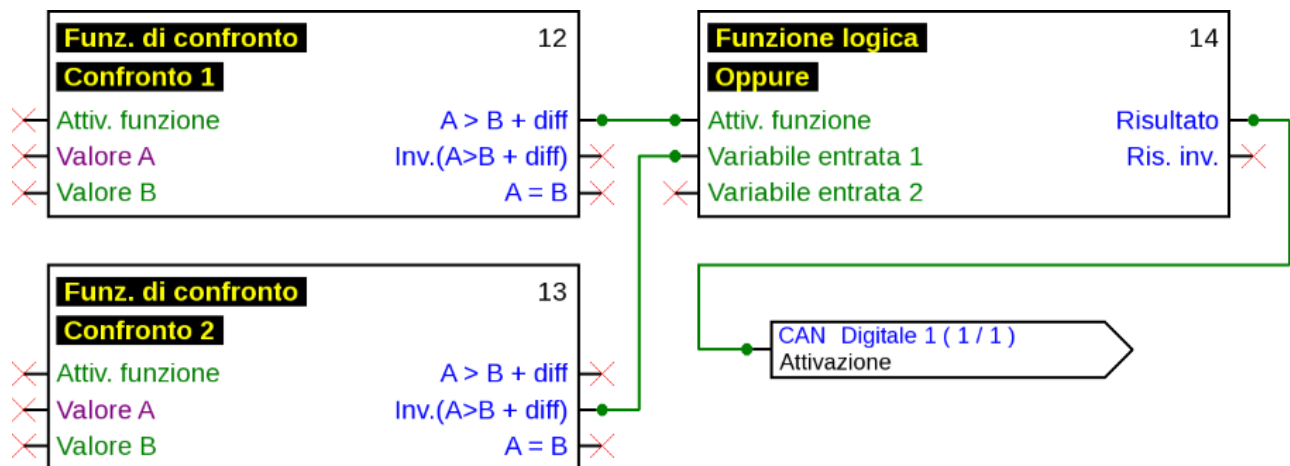 Funz. di confronto 12
Confronto 1
Attiv. funzione A > B + diff
Valore A Inv.(A>B + diff)
Valore B A = B
Funzione logica 14
Oppure
Attiv. funzione Risultato
Variabile entrata 1 Ris. inv.
Variabile entrata 2
Funz. di confronto 13
Confronto 2
Attiv. funzione A > B + diff
Valore A Inv.(A>B + diff)
Valore B A = B
CAN Digitale 1 ( 1 / 1 )
Attivazione